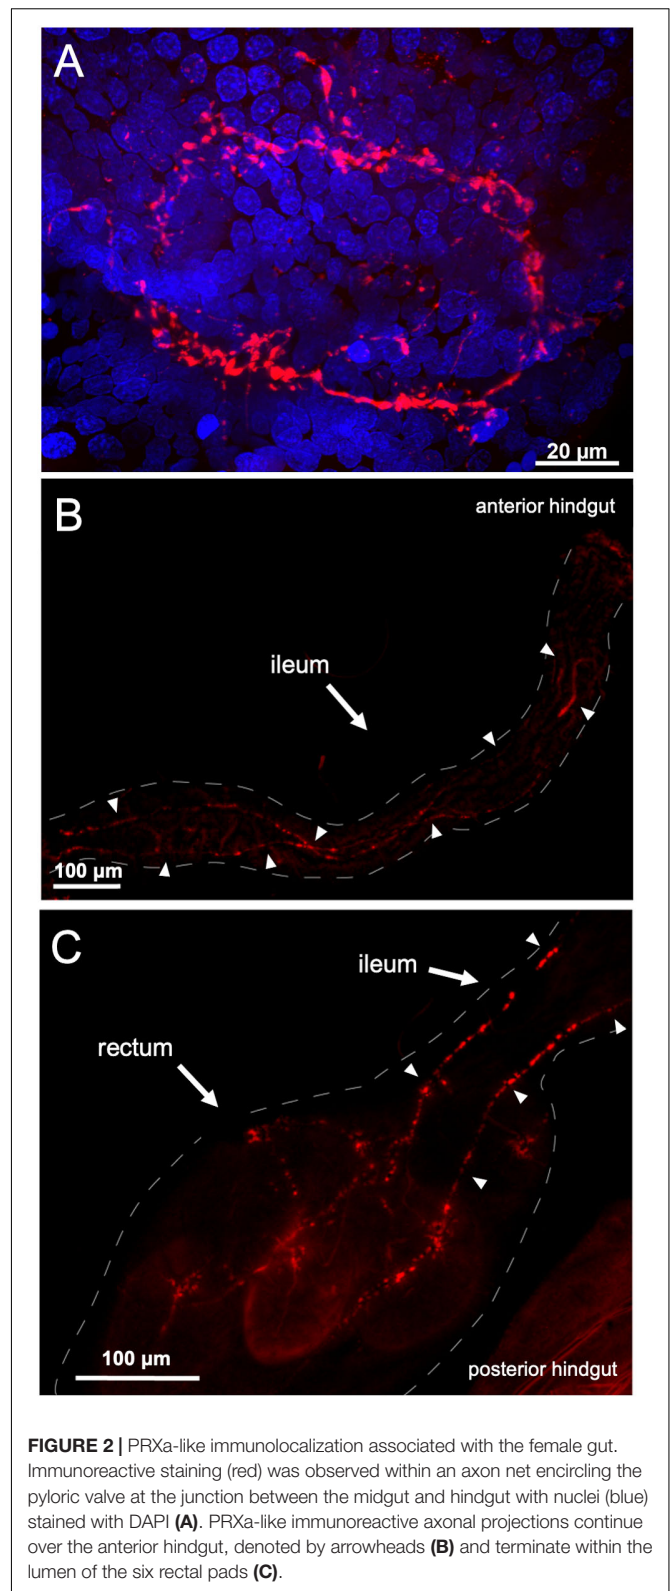 A
20 µm
B
anterior hindgut
ileum
100 µm
C
ileum
rectum
100 µm
posterior hindgut
FIGURE 2 | PRXa-like immunolocalization associated with the female gut.
Immunoreactive staining (red) was observed within an axon net encircling the
pyloric valve at the junction between the midgut and hindgut with nuclei (blue)
stained with DAPI (A). PRXa-like immunoreactive axonal projections continue
over the anterior hindgut, denoted by arrowheads (B) and terminate within the
lumen of the six rectal pads (C).